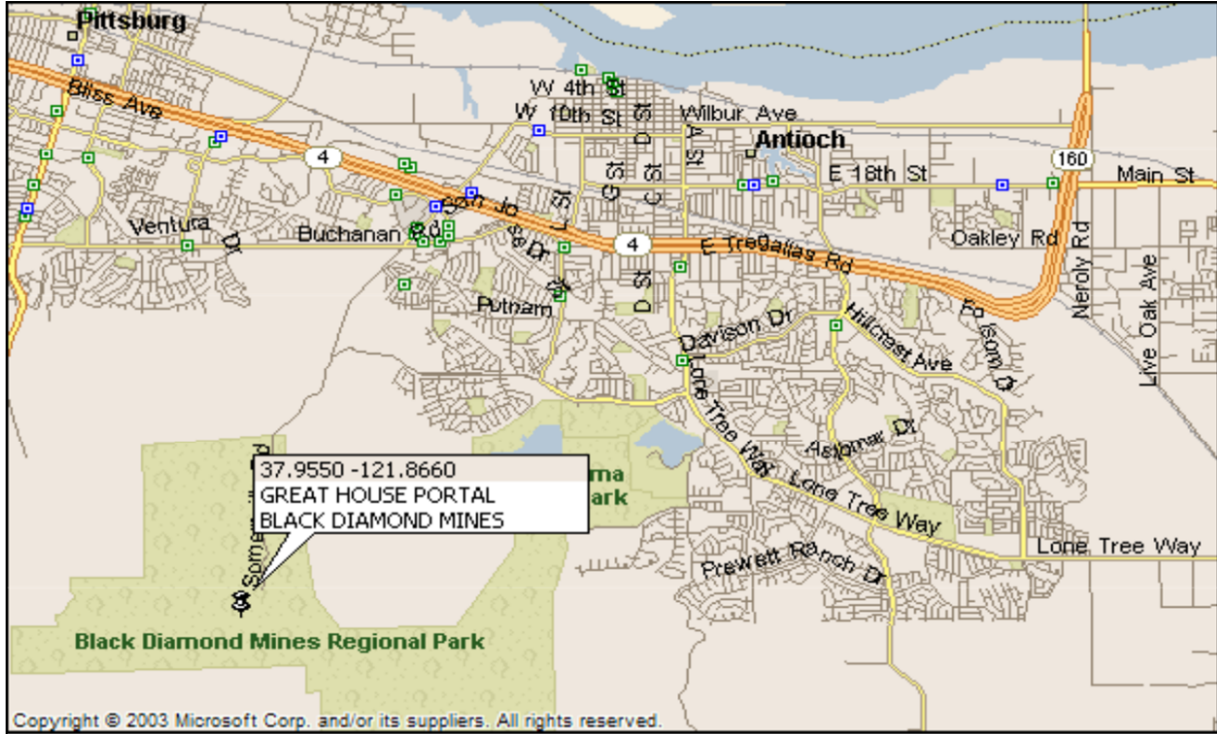 Pittsburg
Bliss Ave
W 4th St
W 10th St
D St
Wilbur Ave
A St
Antioch
4
160
E 18th St
Main St
G St
C St
L St
Ventura Dr
Buchanan Rd
San Jose Dr
4
E Tregallas Rd
Oakley Rd
Neroly Rd
Live Oak Ave
Putnam
D St
Davison Dr
Hillcrest Ave
Lone Tree Way
Asilomar Dr
37.9550 -121.8660
GREAT HOUSE PORTAL
BLACK DIAMOND MINES
Lone Tree Way
Lone Tree Way
Prewett Ranch Dr
Black Diamond Mines Regional Park
Copyright © 2003 Microsoft Corp. and/or its suppliers. All rights reserved.